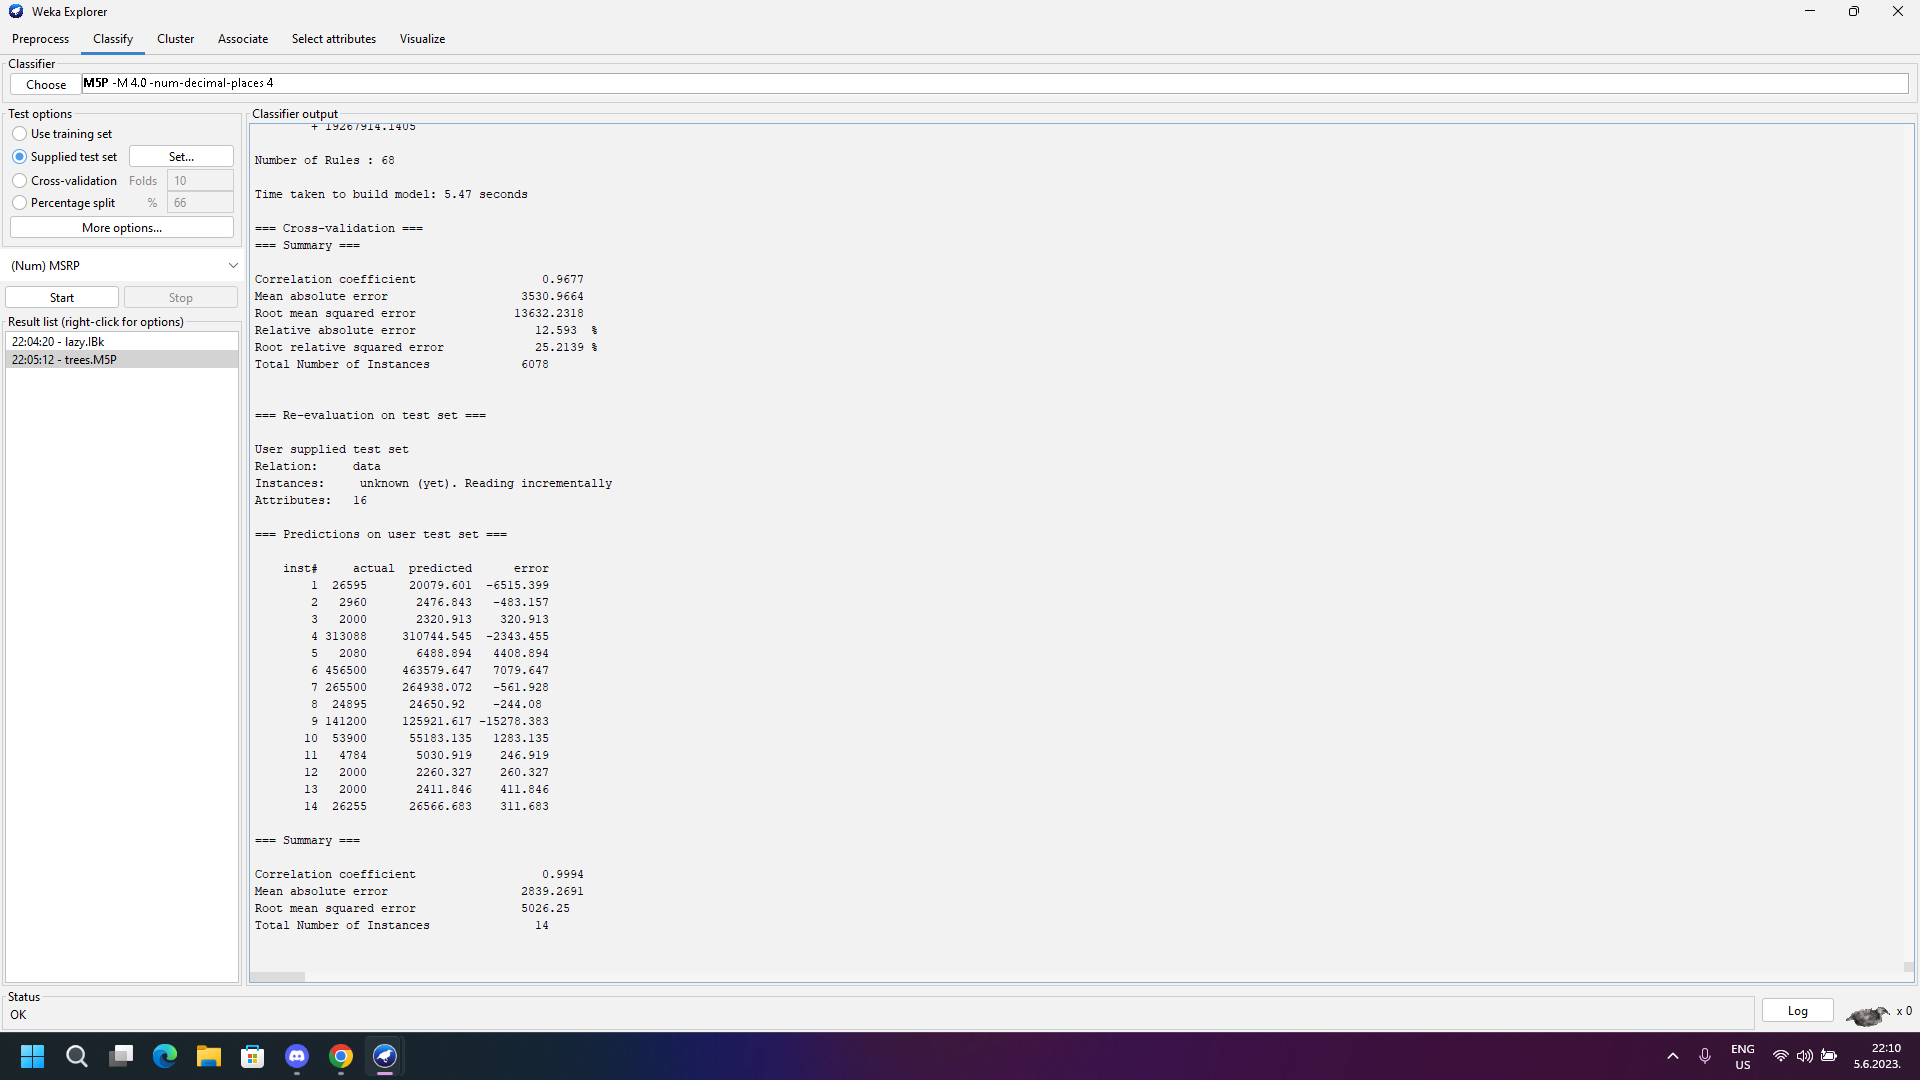 Weka Explorer
Preprocess Classify Cluster Associate Select attributes Visualize
Classifier
Choose M5P -M 4.0 -num-decimal-places 4
Test options
Use training set
Supplied test set Set...
Cross-validation Folds 10
Percentage split % 66
More options...
(Num) MSRP
Start Stop
Result list (right-click for options)
22:04:20 - lazy.IBk
22:05:12 - trees.M5P
Classifier output
+ 19267914.1405
Number of Rules : 68
Time taken to build model: 5.47 seconds
=== Cross-validation ===
=== Summary ===
Correlation coefficient 0.9677
Mean absolute error 3530.9664
Root mean squared error 13632.2318
Relative absolute error 12.593 %
Root relative squared error 25.2139 %
Total Number of Instances 6078
=== Re-evaluation on test set ===
User supplied test set
Relation: data
Instances: unknown (yet). Reading incrementally
Attributes: 16
=== Predictions on user test set ===
inst# actual predicted error
1 26595 20079.601 -6515.399
2 2960 2476.843 -483.157
3 2000 2320.913 320.913
4 313088 310744.545 -2343.455
5 2080 6488.894 4408.894
6 456500 463579.647 7079.647
7 265500 264938.072 -561.928
8 24895 24650.92 -244.08
9 141200 125921.617 -15278.383
10 53900 55183.135 1283.135
11 4784 5030.919 246.919
12 2000 2260.327 260.327
13 2000 2411.846 411.846
14 26255 26566.683 311.683
=== Summary ===
Correlation coefficient 0.9994
Mean absolute error 2839.2691
Root mean squared error 5026.25
Total Number of Instances 14
Status
OK
Log
x 0
ENG
US
22:10
5.6.2023.